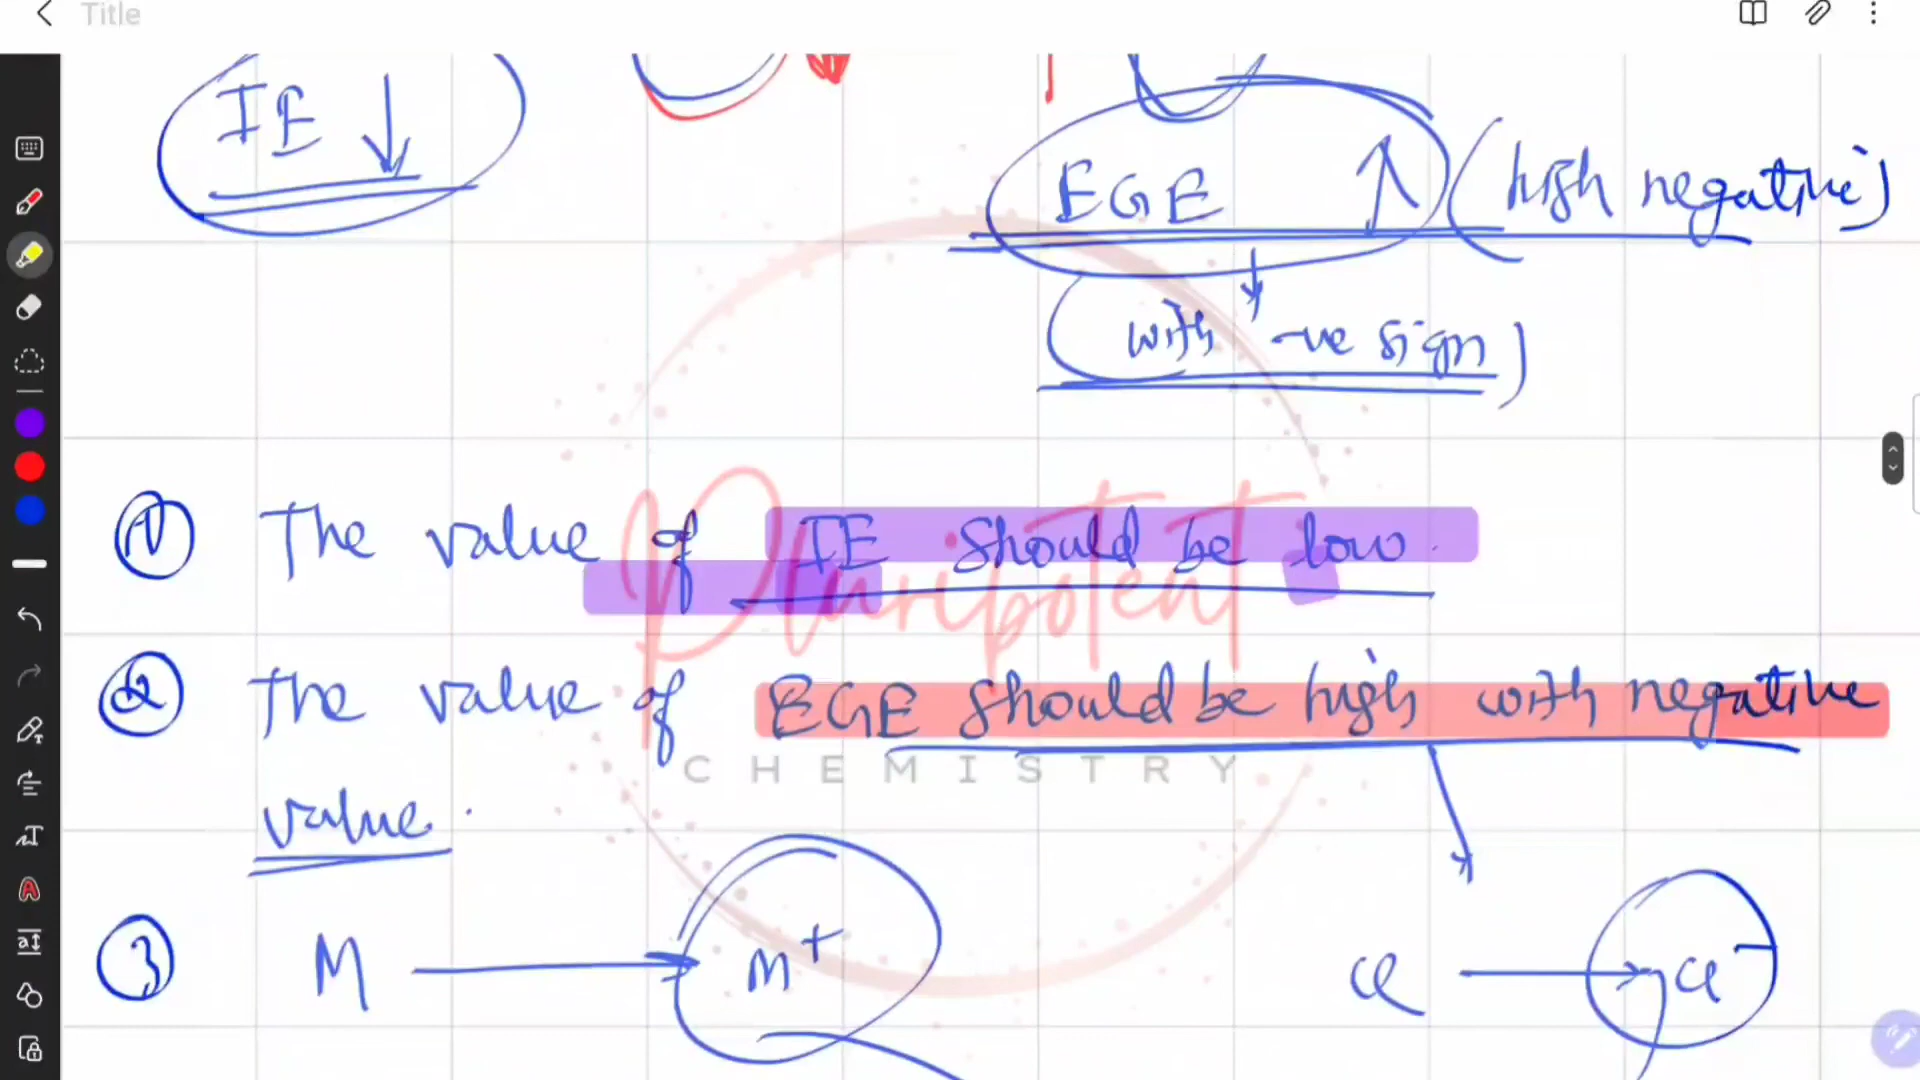 Title
IE ↓
EGE ↑ (high negative)
(with -ve sign)
① The value of IE should be low.
② The value of EGE should be high with negative
value.
③ M → M⁺ Cl → Cl⁻
Pluripotent
CHEMISTRY